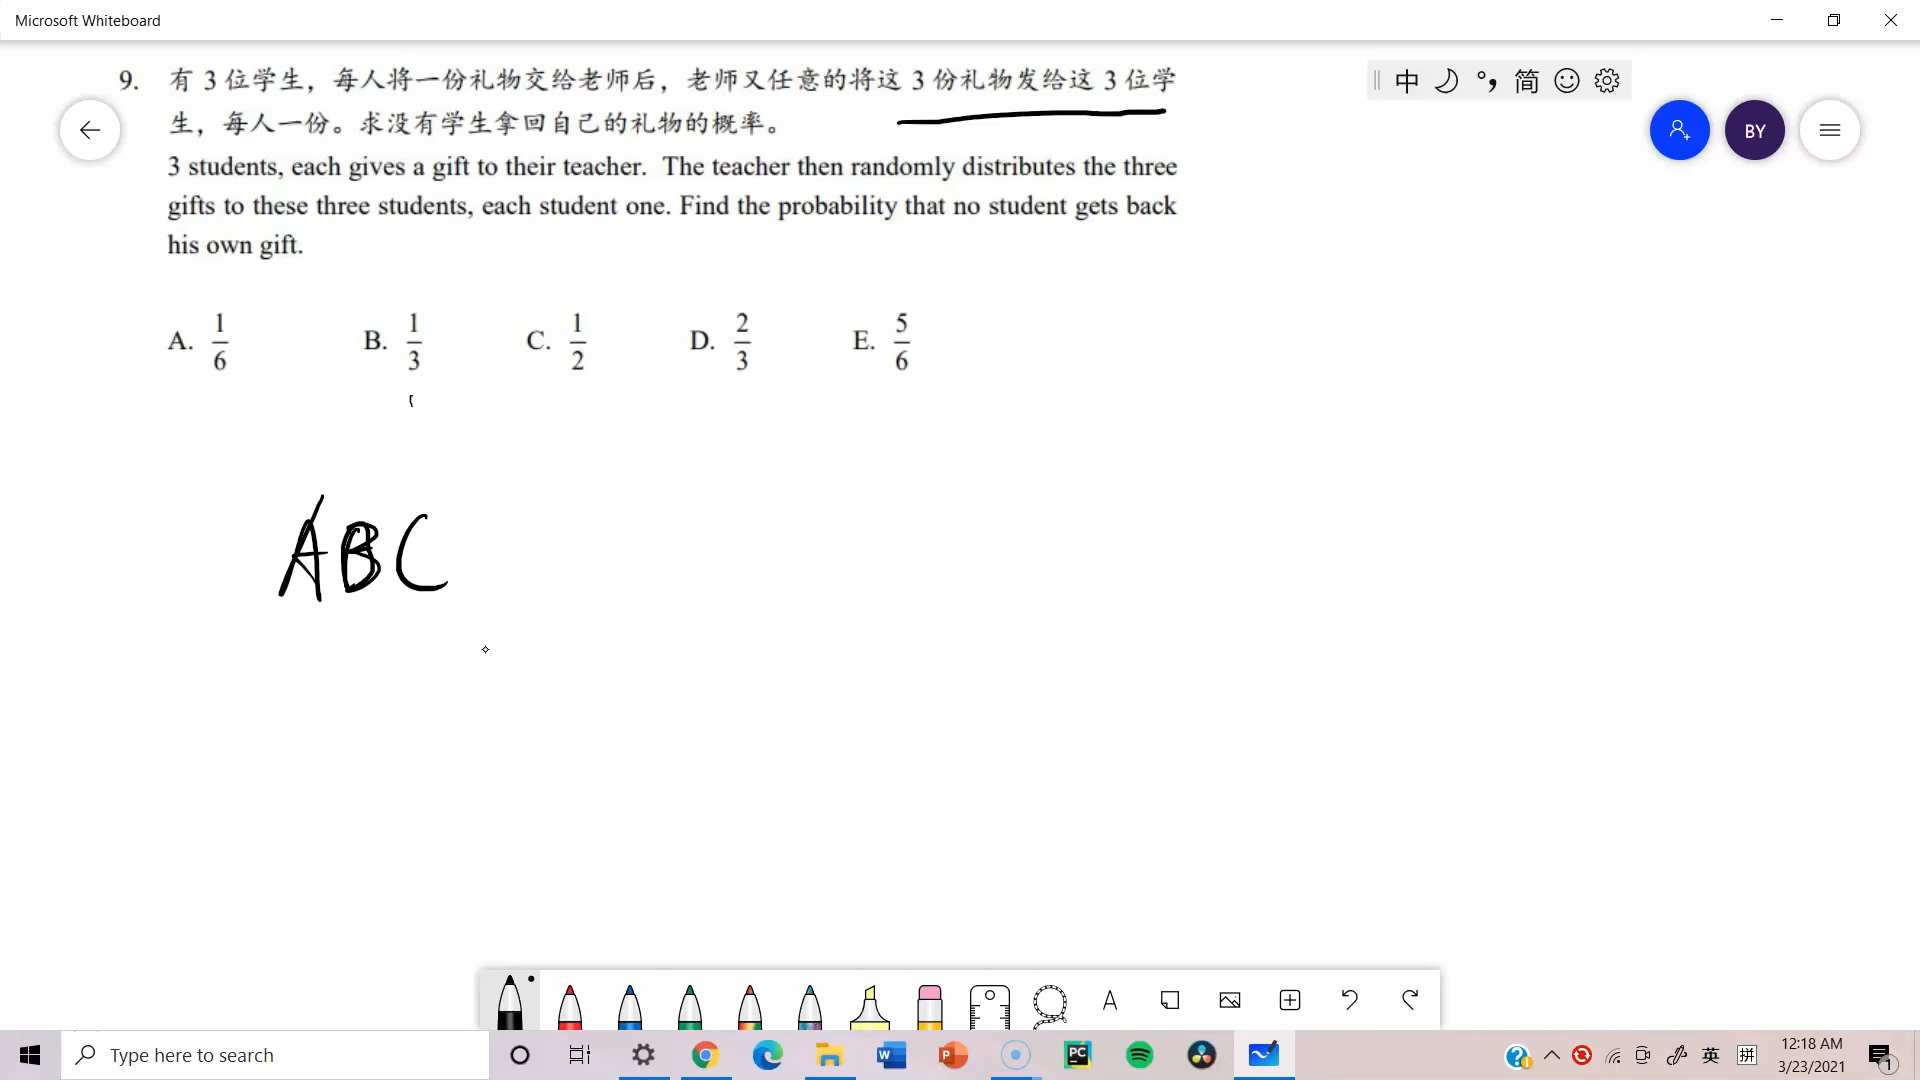 Microsoft Whiteboard
9. 有 3 位学生，每人将一份礼物交给老师后，老师又任意的将这 3 份礼物发给这 3 位学
生，每人一份。求没有学生拿回自己的礼物的概率。
3 students, each gives a gift to their teacher. The teacher then randomly distributes the three
gifts to these three students, each student one. Find the probability that no student gets back
his own gift.
A. 1/6 B. 1/3 C. 1/2 D. 2/3 E. 5/6
ABC
中 °, 简
BY
A
Type here to search
W P PC
英 拼
12:18 AM
3/23/2021
1